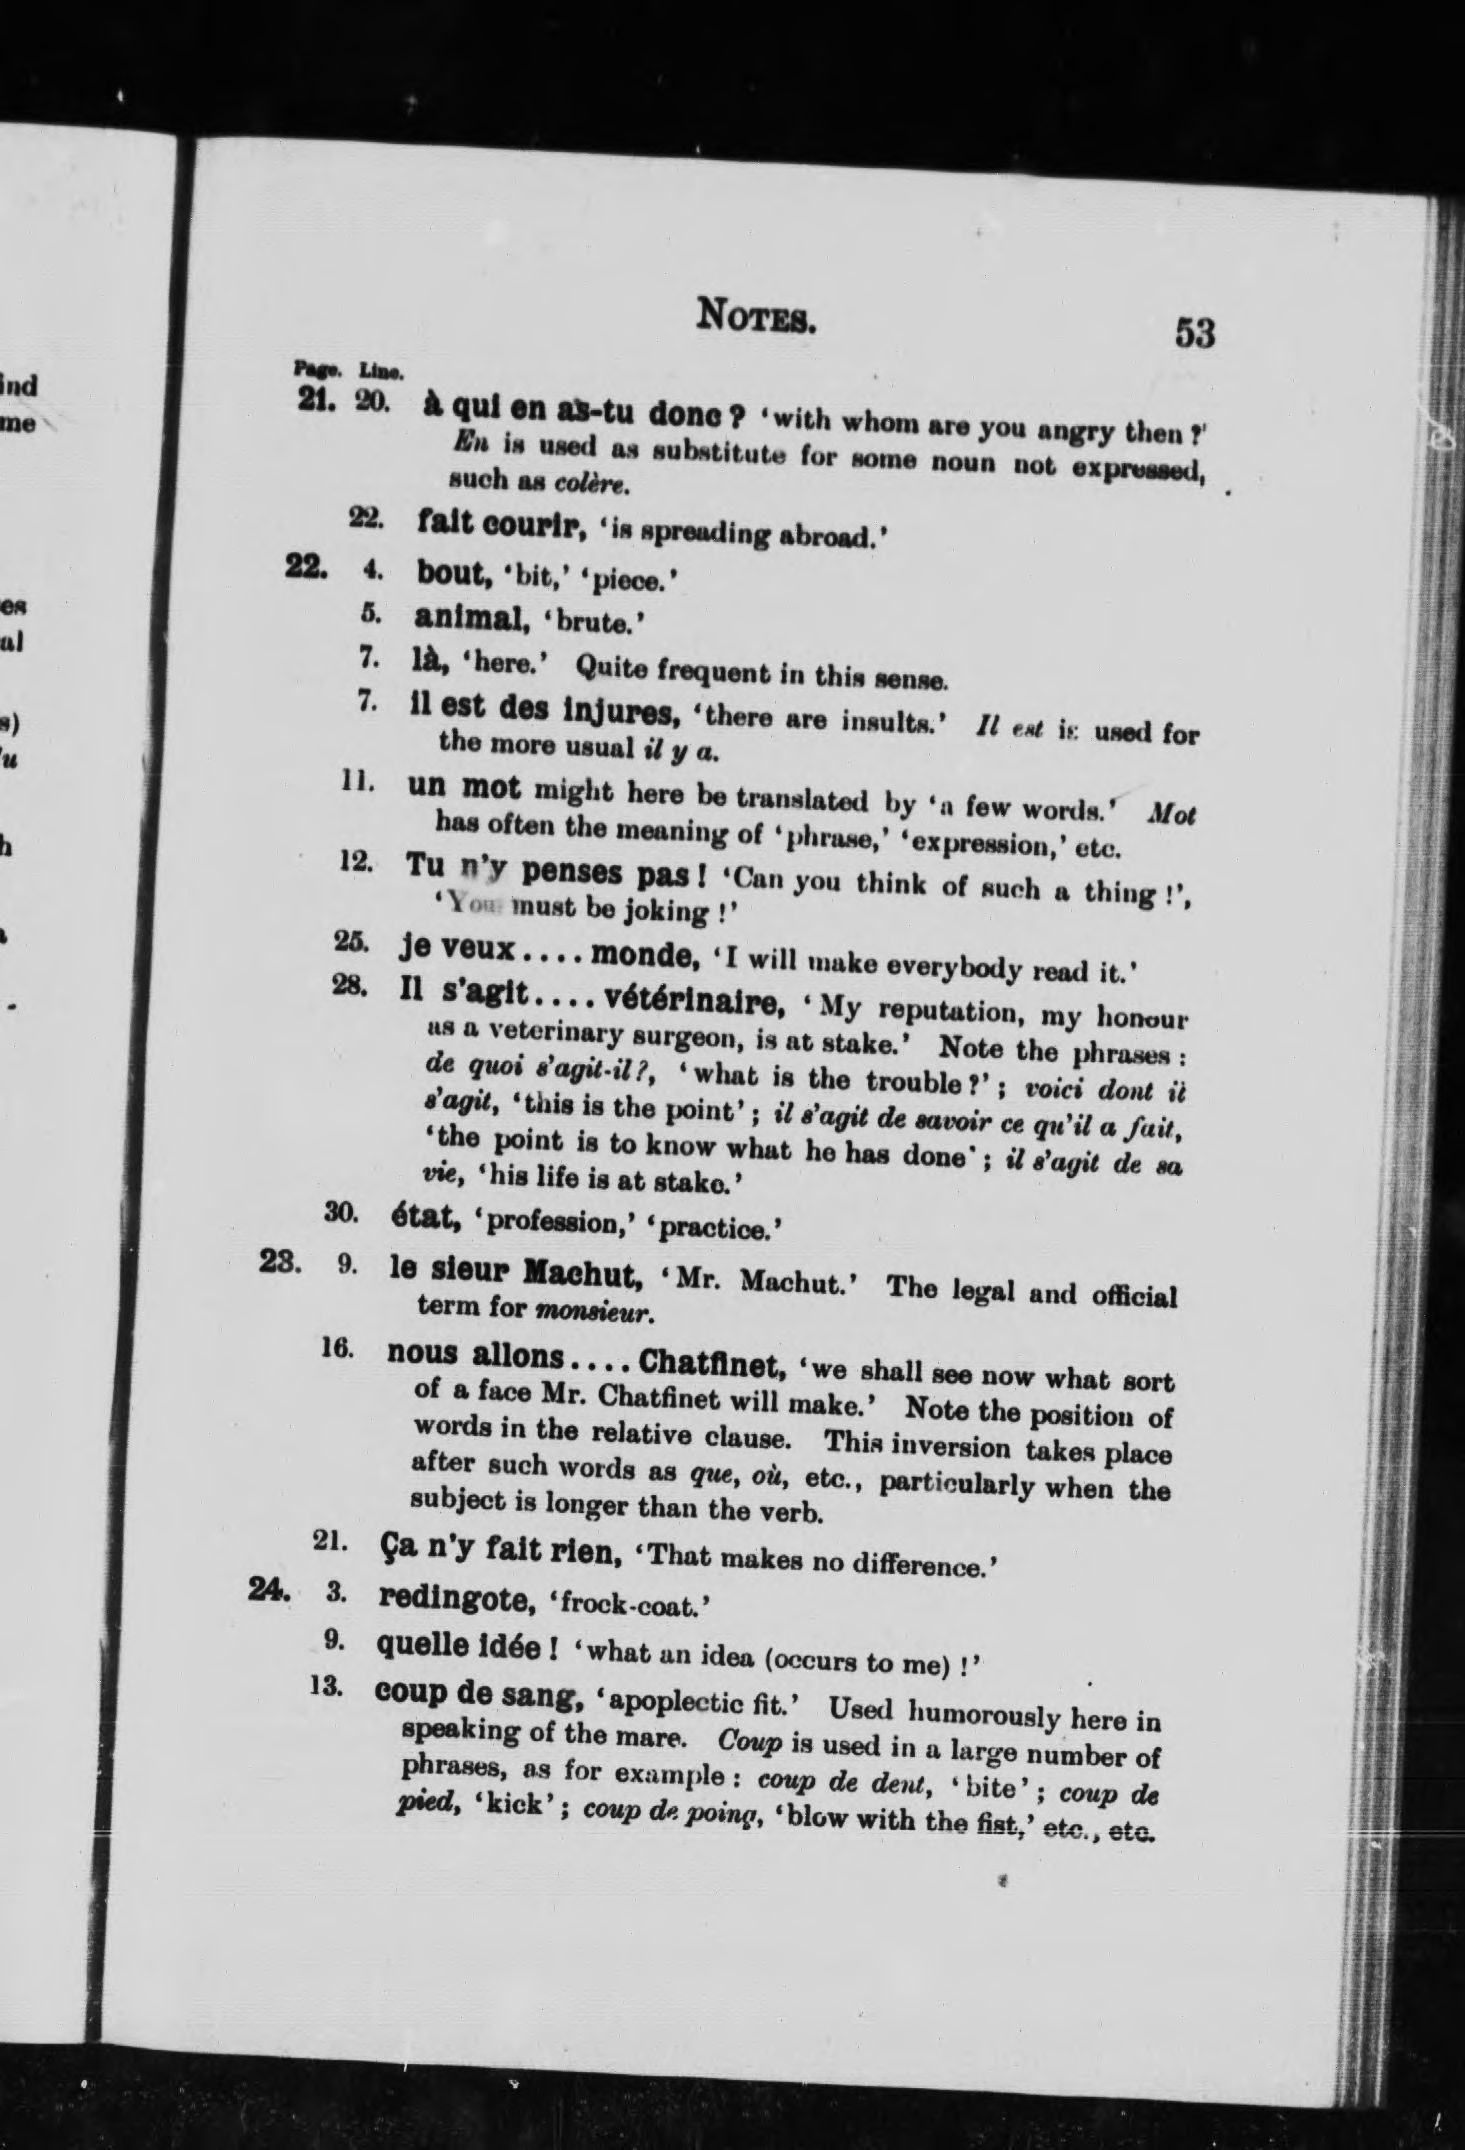 NOTES. 53
Page. Line.
21. 20. à qui en as-tu donc ? ‘with whom are you angry then ?’
En is used as substitute for some noun not expressed,
such as colère.
22. fait courir, ‘is spreading abroad.’
22. 4. bout, ‘bit,’ ‘piece.’
5. animal, ‘brute.’
7. là, ‘here.’ Quite frequent in this sense.
7. il est des injures, ‘there are insults.’ Il est is used for
the more usual il y a.
11. un mot might here be translated by ‘a few words.’ Mot
has often the meaning of ‘phrase,’ ‘expression,’ etc.
12. Tu n’y penses pas ! ‘Can you think of such a thing !’,
‘You must be joking !’
25. je veux.... monde, ‘I will make everybody read it.’
28. Il s’agit.... vétérinaire, ‘My reputation, my honour
as a veterinary surgeon, is at stake.’ Note the phrases :
de quoi s’agit-il?, ‘what is the trouble ?’ ; voici dont il
s’agit, ‘this is the point’ ; il s’agit de savoir ce qu’il a fait,
‘the point is to know what he has done’ ; il s’agit de sa
vie, ‘his life is at stake.’
30. état, ‘profession,’ ‘practice.’
23. 9. le sieur Machut, ‘Mr. Machut.’ The legal and official
term for monsieur.
16. nous allons.... Chatfinet, ‘we shall see now what sort
of a face Mr. Chatfinet will make.’ Note the position of
words in the relative clause. This inversion takes place
after such words as que, où, etc., particularly when the
subject is longer than the verb.
21. Ça n’y fait rien, ‘That makes no difference.’
24. 3. redingote, ‘frock-coat.’
9. quelle idée ! ‘what an idea (occurs to me) !’
13. coup de sang, ‘apoplectic fit.’ Used humorously here in
speaking of the mare. Coup is used in a large number of
phrases, as for example : coup de dent, ‘bite’ ; coup de
pied, ‘kick’ ; coup de poing, ‘blow with the fist,’ etc., etc.